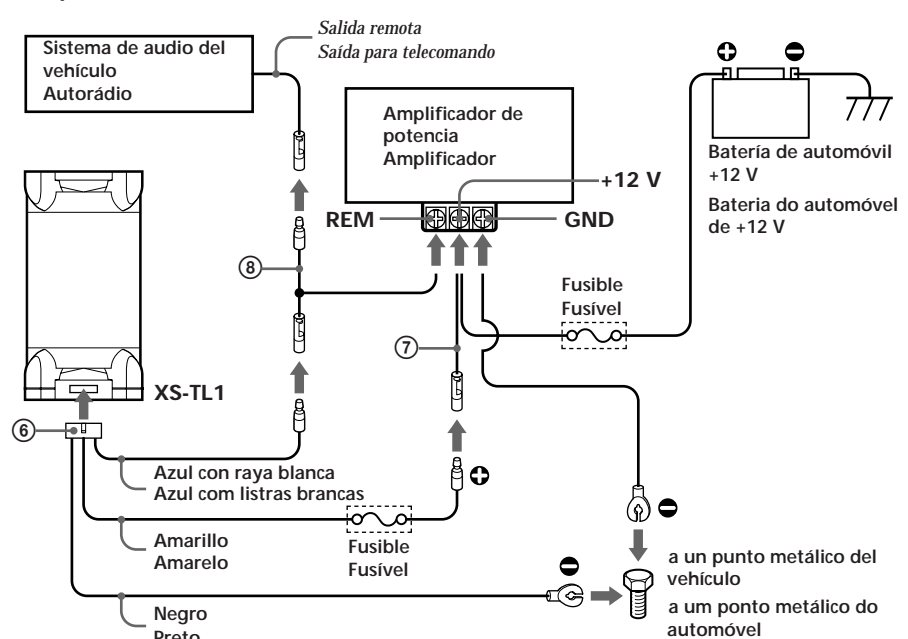 Salida remota
Saída para telecomando
Sistema de audio del
vehículo
Autorádio
Amplificador de
potencia
Amplificador
+12 V
REM
GND
Batería de automóvil
+12 V
Bateria do automóvel
de +12 V
Fusible
Fusível
8
7
XS-TL1
6
Azul con raya blanca
Azul com listras brancas
Amarillo
Amarelo
Fusible
Fusível
a un punto metálico del
vehículo
a um ponto metálico do
automóvel
Negro
Preto